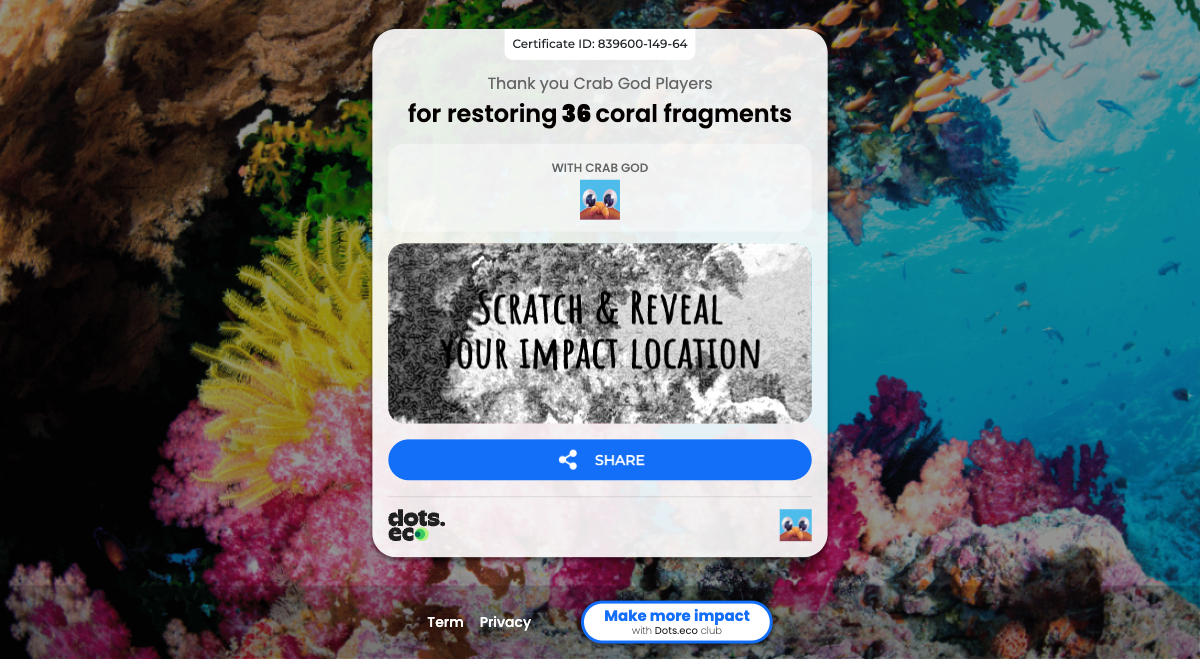 Certificate ID: 839600-149-64
Thank you Crab God Players
for restoring 36 coral fragments
WITH CRAB GOD
SCRATCH & REVEAL
YOUR IMPACT LOCATION
SHARE
dots.
eco
Term Privacy
Make more impact
with Dots.eco club